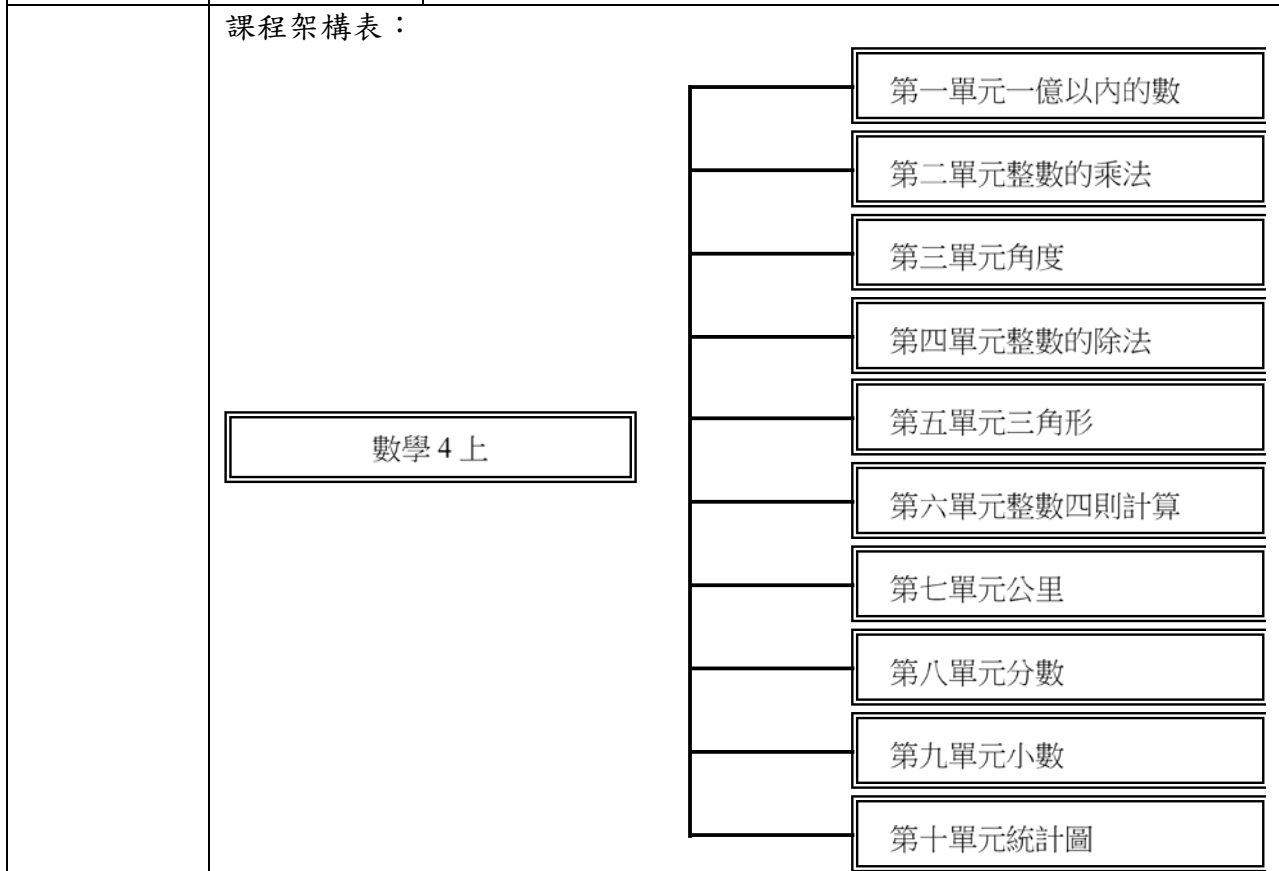 課程架構表：
數學4上
第一單元一億以內的數
第二單元整數的乘法
第三單元角度
第四單元整數的除法
第五單元三角形
第六單元整數四則計算
第七單元公里
第八單元分數
第九單元小數
第十單元統計圖